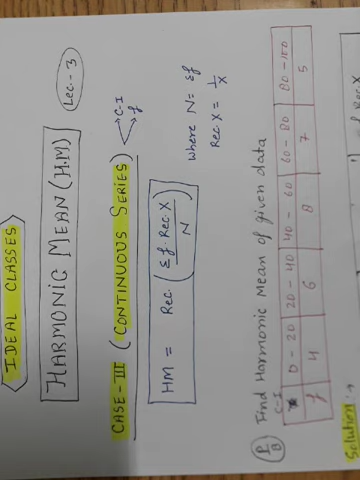 IDEAL CLASSES
HARMONIC MEAN (H.M)
Lec-3
CASE-III (CONTINUOUS SERIES)
C-I
f
HM = Rec. (Σf.Rec.X / N)
where N = Σf
Rec.X = 1/X
P/B Find Harmonic Mean of given data
C-I 0-20 20-40 40-60 60-80 80-100
f 4 6 8 7 5
Solution:→
f Rec.X